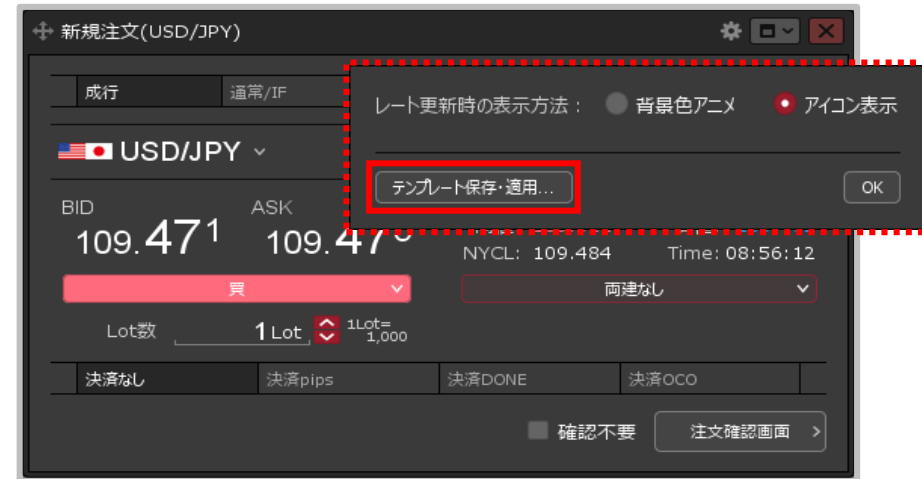 新規注文(USD/JPY)
成行
通常/IF
レート更新時の表示方法：
背景色アニメ
アイコン表示
テンプレート保存・適用...
OK
USD/JPY
BID
109.471
ASK
109.47
NYCL: 109.484
Time: 08:56:12
買
両建なし
Lot数
1 Lot
1Lot=
1,000
決済なし
決済pips
決済DONE
決済OCO
確認不要
注文確認画面